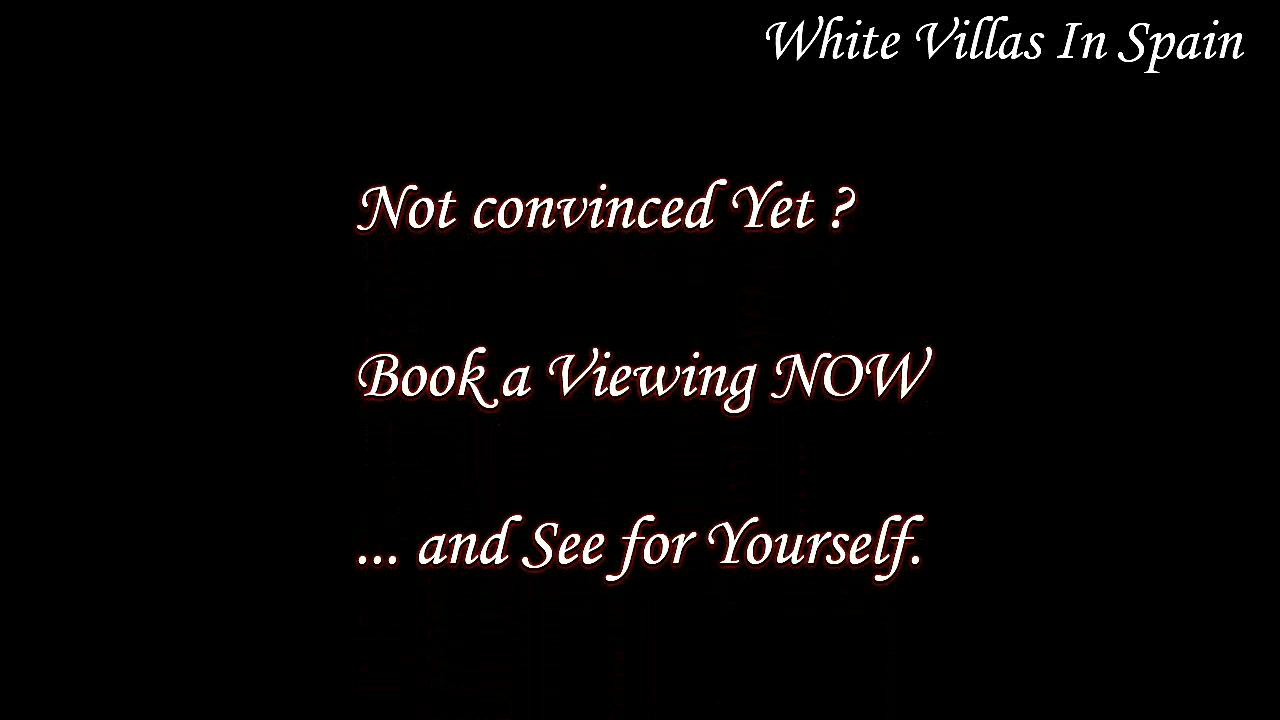 White Villas In Spain
Not convinced Yet ?
Book a Viewing NOW
... and See for Yourself.